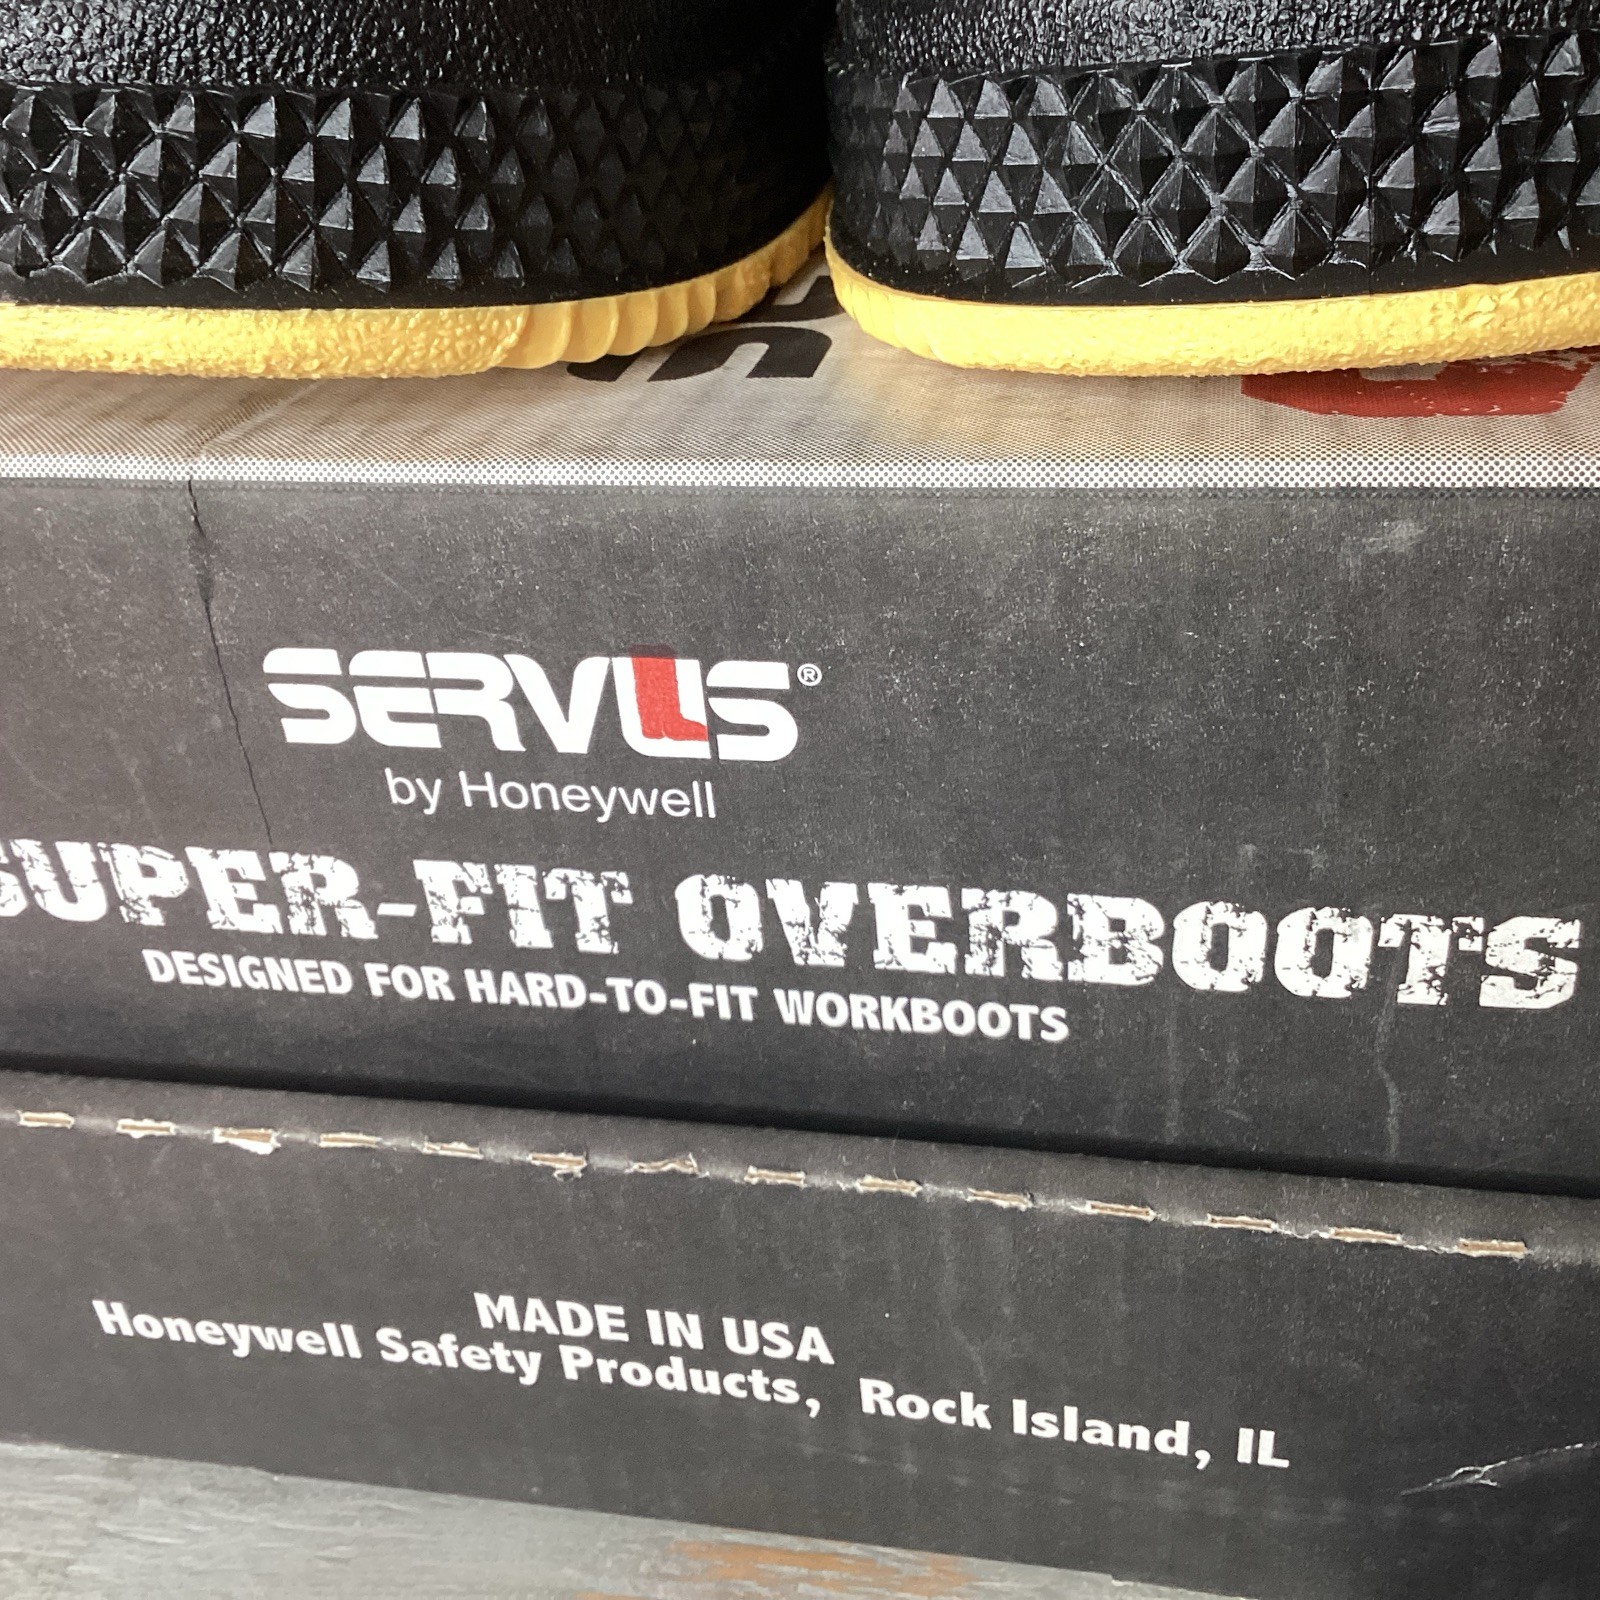 SERVUS®
by Honeywell
SUPER-FIT OVERBOOTS
DESIGNED FOR HARD-TO-FIT WORKBOOTS
MADE IN USA
Honeywell Safety Products, Rock Island, IL